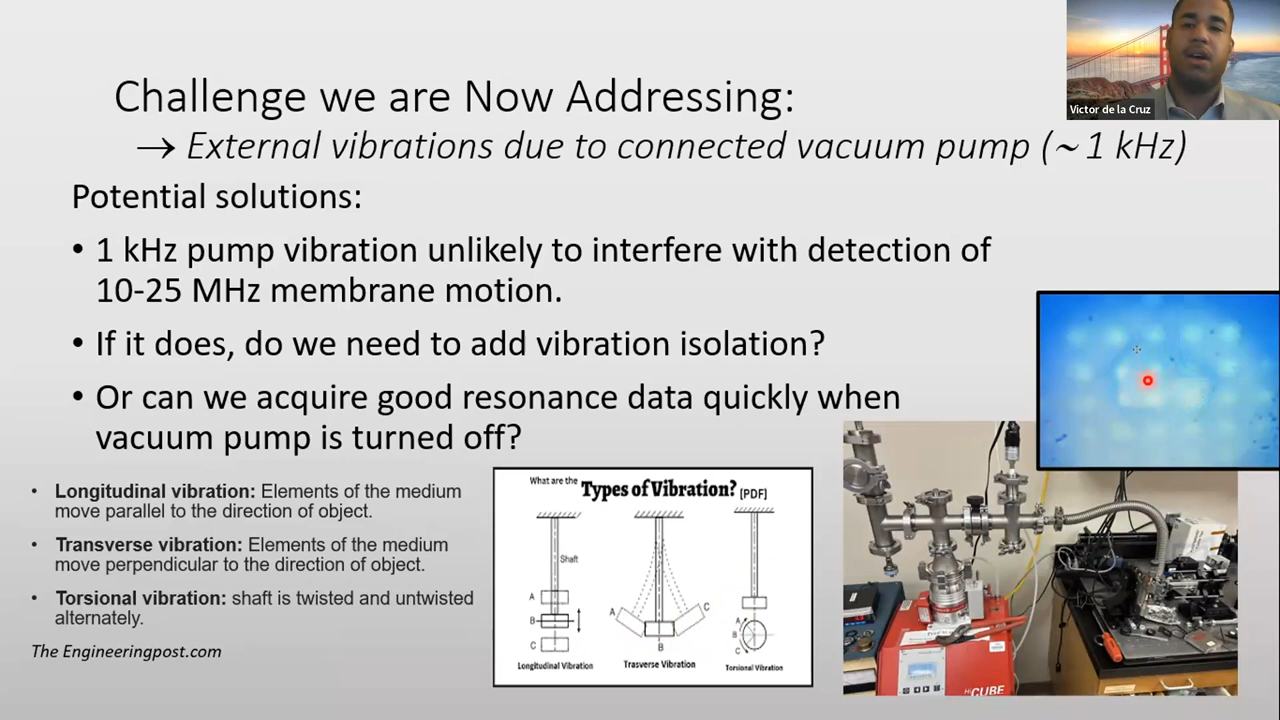 Challenge we are Now Addressing:
→ External vibrations due to connected vacuum pump (~1 kHz)
Victor de la Cruz
Potential solutions:
• 1 kHz pump vibration unlikely to interfere with detection of
10-25 MHz membrane motion.
• If it does, do we need to add vibration isolation?
• Or can we acquire good resonance data quickly when
vacuum pump is turned off?
• Longitudinal vibration: Elements of the medium
move parallel to the direction of object.
• Transverse vibration: Elements of the medium
move perpendicular to the direction of object.
• Torsional vibration: shaft is twisted and untwisted
alternately.
The Engineeringpost.com
What are the Types of Vibration? [PDF]
Shaft
A
B
C
A
B
C
A
B
C
Longitudinal Vibration
Trasverse Vibration
Torsional Vibration
HiCUBE